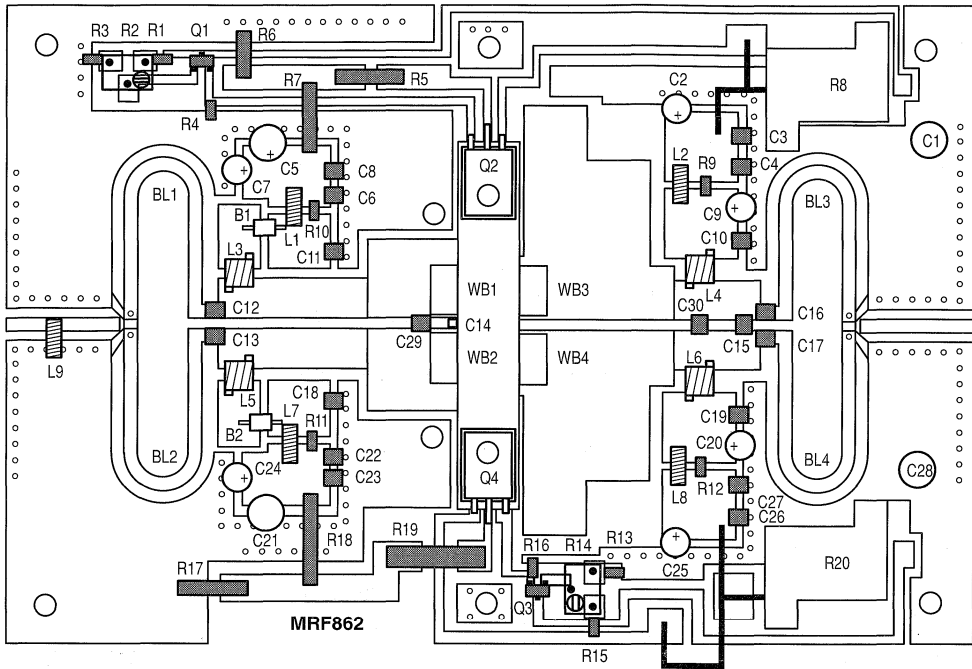 R3 R2 R1 Q1 R6
R7
R5
R4
C2
R8
C3
C1
C4
L2
R9
C5
C7
C8
C6
BL1
B1
L1
R10
Q2
BL3
C9
C10
L3
C11
L4
WB1
WB3
C12
C30
C16
C14
C13
C29
C15
C17
WB2
WB4
L9
L6
L5
C18
L7
R11
B2
C19
C20
C22
C23
BL2
C24
Q4
BL4
C28
L8
R12
C27
C26
C21
R18
R19
R16 R14 R13
C25
R20
R17
Q3
MRF862
R15